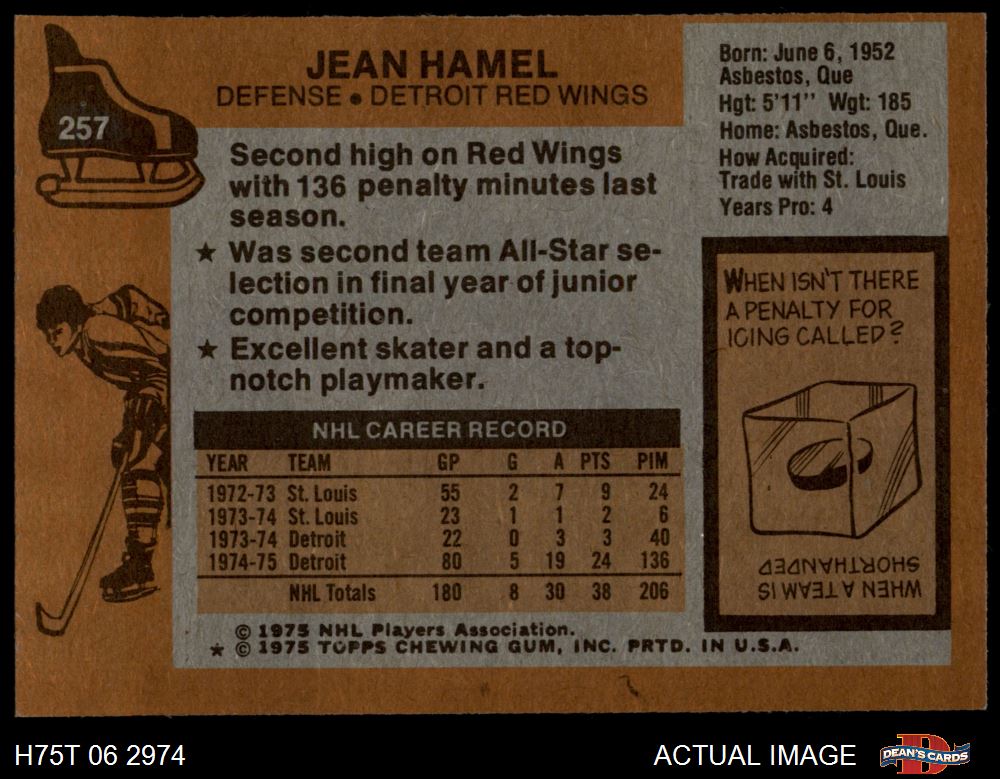 257
JEAN HAMEL
DEFENSE • DETROIT RED WINGS
Born: June 6, 1952
Asbestos, Que
Hgt: 5'11" Wgt: 185
Home: Asbestos, Que.
How Acquired:
Trade with St. Louis
Years Pro: 4
Second high on Red Wings
with 136 penalty minutes last
season.
★ Was second team All-Star se-
lection in final year of junior
competition.
★ Excellent skater and a top-
notch playmaker.
NHL CAREER RECORD
YEAR TEAM GP G A PTS PIM
1972-73 St. Louis 55 2 7 9 24
1973-74 St. Louis 23 1 1 2 6
1973-74 Detroit 22 0 3 3 40
1974-75 Detroit 80 5 19 24 136
NHL Totals 180 8 30 38 206
WHEN ISN'T THERE
A PENALTY FOR
ICING CALLED?
WHEN A TEAM IS
SHORTHANDED
© 1975 NHL Players Association.
★ © 1975 TOPPS CHEWING GUM, INC. PRTD. IN U.S.A.
H75T 06 2974
ACTUAL IMAGE
DEAN'S CARDS